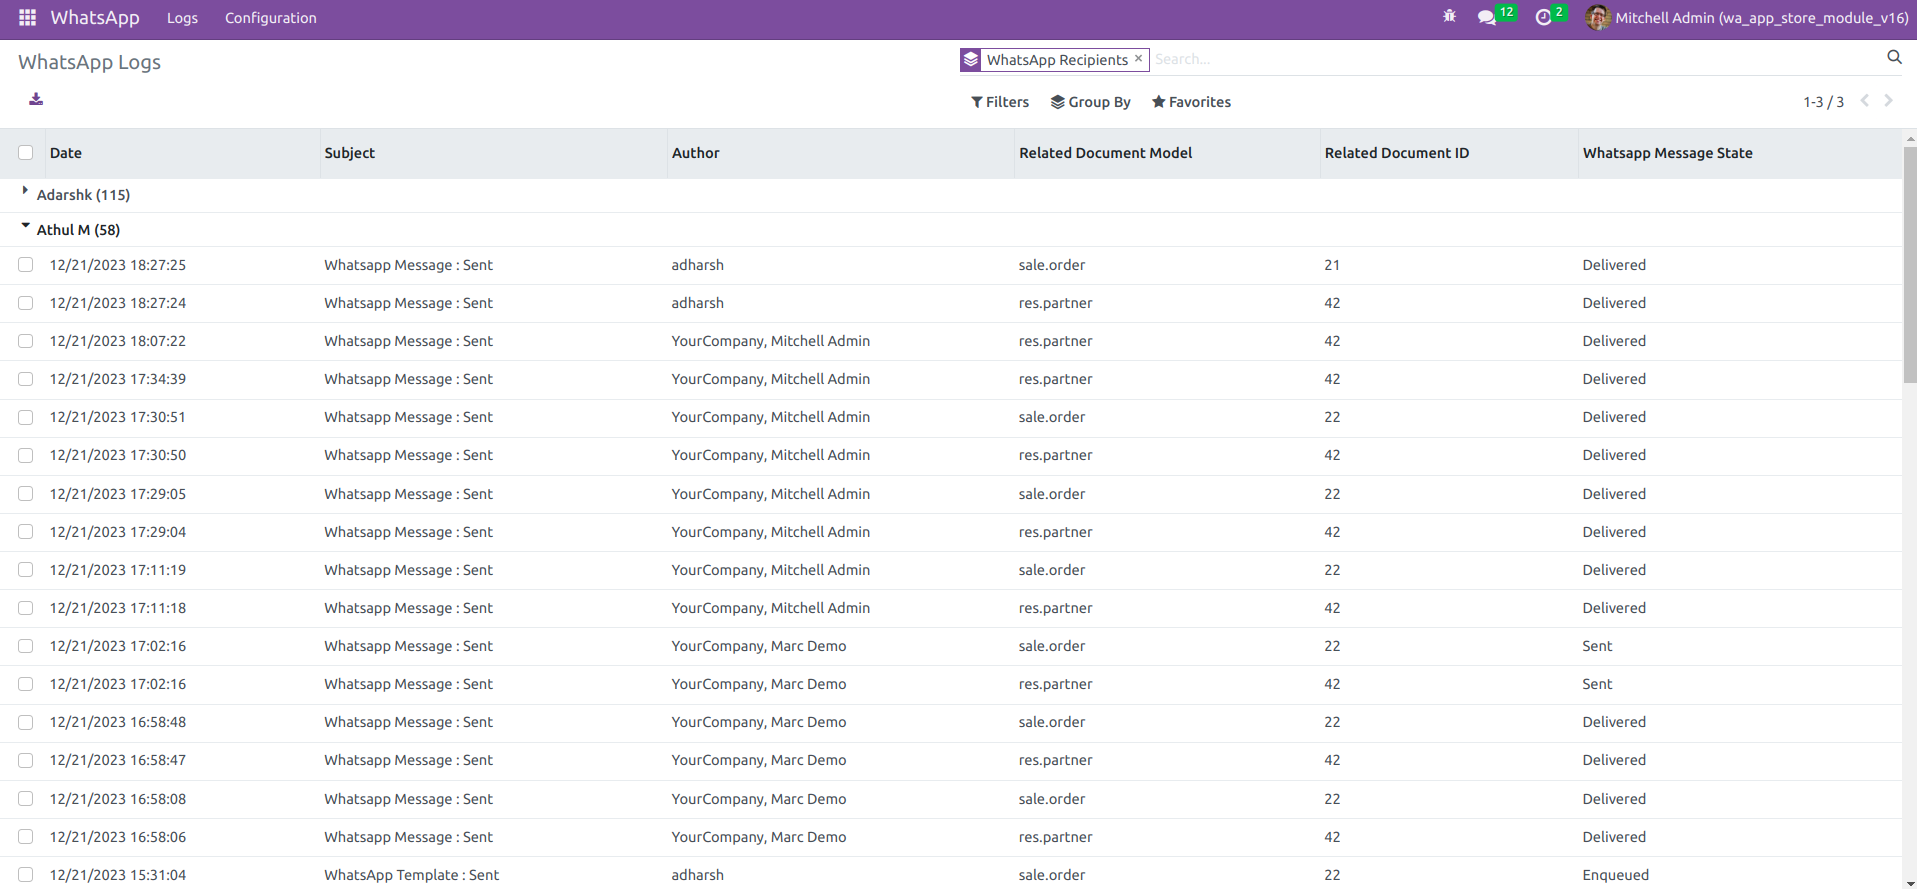 WhatsApp Logs Configuration 12 2 Mitchell Admin (wa_app_store_module_v16)
WhatsApp Logs WhatsApp Recipients × Search...
Filters Group By Favorites 1-3 / 3
Date Subject Author Related Document Model Related Document ID Whatsapp Message State
Adarshk (115)
Athul M (58)
12/21/2023 18:27:25 Whatsapp Message : Sent adharsh sale.order 21 Delivered
12/21/2023 18:27:24 Whatsapp Message : Sent adharsh res.partner 42 Delivered
12/21/2023 18:07:22 Whatsapp Message : Sent YourCompany, Mitchell Admin res.partner 42 Delivered
12/21/2023 17:34:39 Whatsapp Message : Sent YourCompany, Mitchell Admin res.partner 42 Delivered
12/21/2023 17:30:51 Whatsapp Message : Sent YourCompany, Mitchell Admin sale.order 22 Delivered
12/21/2023 17:30:50 Whatsapp Message : Sent YourCompany, Mitchell Admin res.partner 42 Delivered
12/21/2023 17:29:05 Whatsapp Message : Sent YourCompany, Mitchell Admin sale.order 22 Delivered
12/21/2023 17:29:04 Whatsapp Message : Sent YourCompany, Mitchell Admin res.partner 42 Delivered
12/21/2023 17:11:19 Whatsapp Message : Sent YourCompany, Mitchell Admin sale.order 22 Delivered
12/21/2023 17:11:18 Whatsapp Message : Sent YourCompany, Mitchell Admin res.partner 42 Delivered
12/21/2023 17:02:16 Whatsapp Message : Sent YourCompany, Marc Demo sale.order 22 Sent
12/21/2023 17:02:16 Whatsapp Message : Sent YourCompany, Marc Demo res.partner 42 Sent
12/21/2023 16:58:48 Whatsapp Message : Sent YourCompany, Marc Demo sale.order 22 Delivered
12/21/2023 16:58:47 Whatsapp Message : Sent YourCompany, Marc Demo res.partner 42 Delivered
12/21/2023 16:58:08 Whatsapp Message : Sent YourCompany, Marc Demo sale.order 22 Delivered
12/21/2023 16:58:06 Whatsapp Message : Sent YourCompany, Marc Demo res.partner 42 Delivered
12/21/2023 15:31:04 WhatsApp Template : Sent adharsh sale.order 22 Enqueued